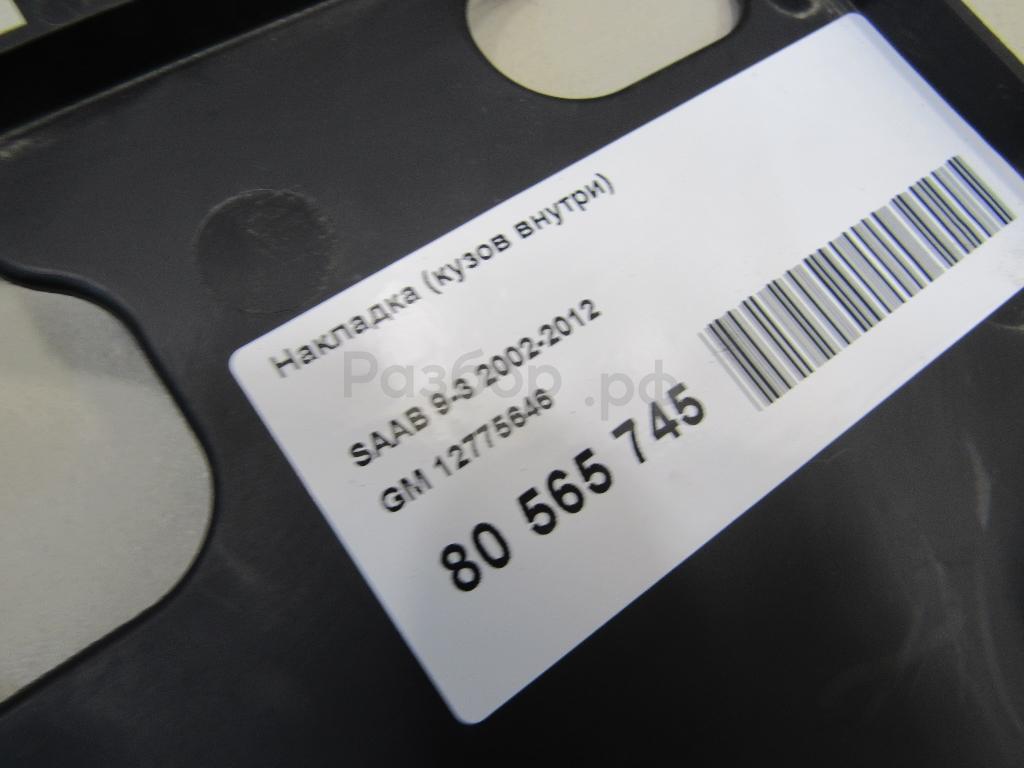 Накладка (кузов внутри)
SAAB 9-3 2002-2012
GM 12775646
80 565 745
Разбор.рф